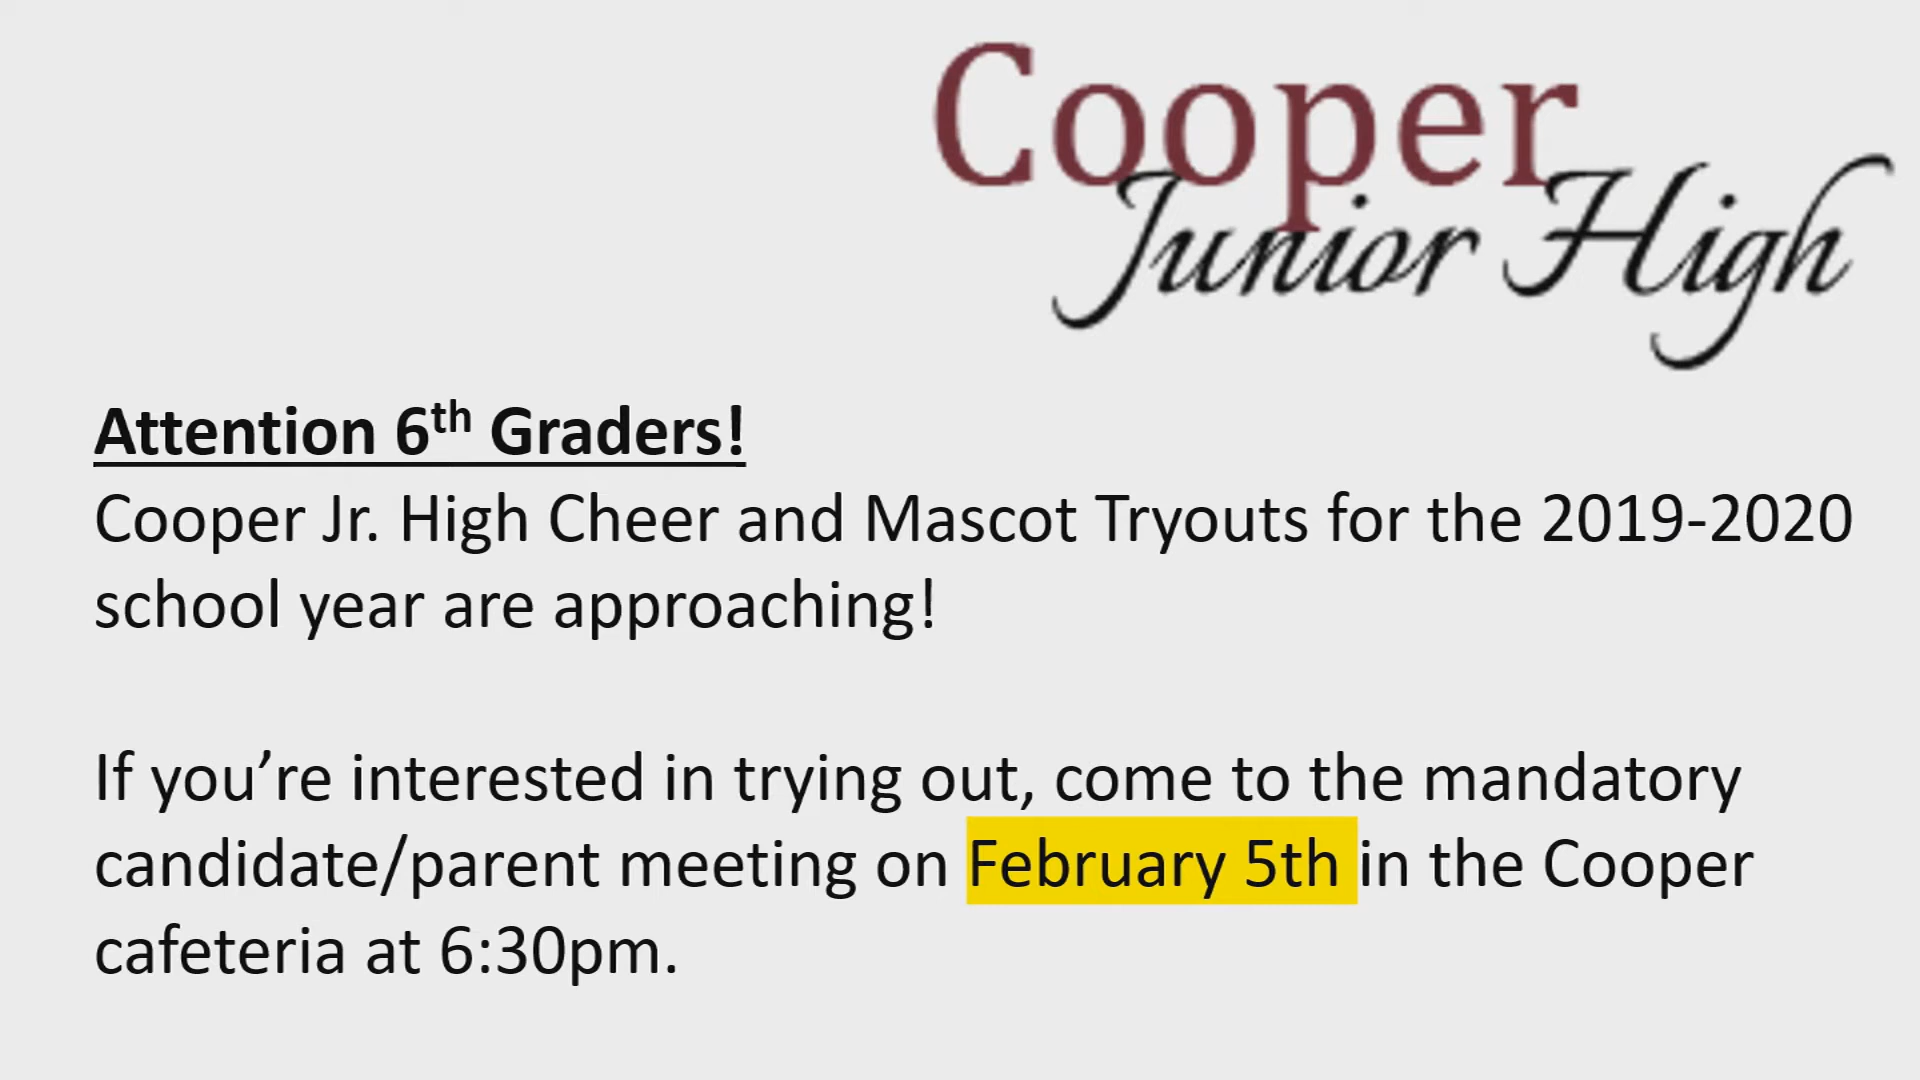 Cooper
Junior High
Attention 6th Graders!
Cooper Jr. High Cheer and Mascot Tryouts for the 2019-2020
school year are approaching!
If you’re interested in trying out, come to the mandatory
candidate/parent meeting on February 5th in the Cooper
cafeteria at 6:30pm.